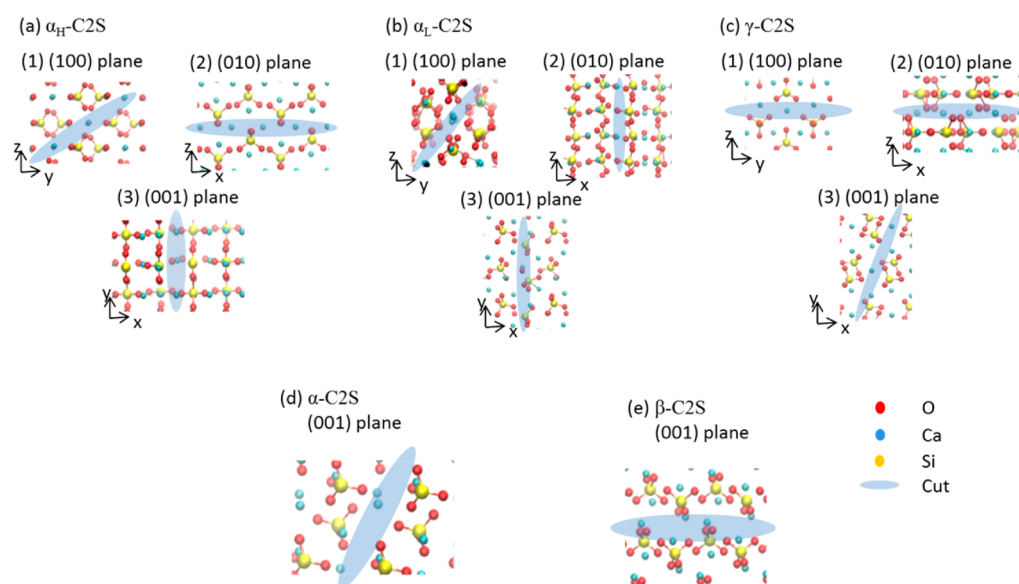 (a) α_H-C2S
(b) α_L-C2S
(c) γ-C2S
(1) (100) plane
(2) (010) plane
(1) (100) plane
(2) (010) plane
(1) (100) plane
(2) (010) plane
z
y
z
x
z
y
z
x
z
y
z
x
(3) (001) plane
(3) (001) plane
(3) (001) plane
y
x
y
x
y
x
(d) α-C2S
(001) plane
(e) β-C2S
(001) plane
O
Ca
Si
Cut